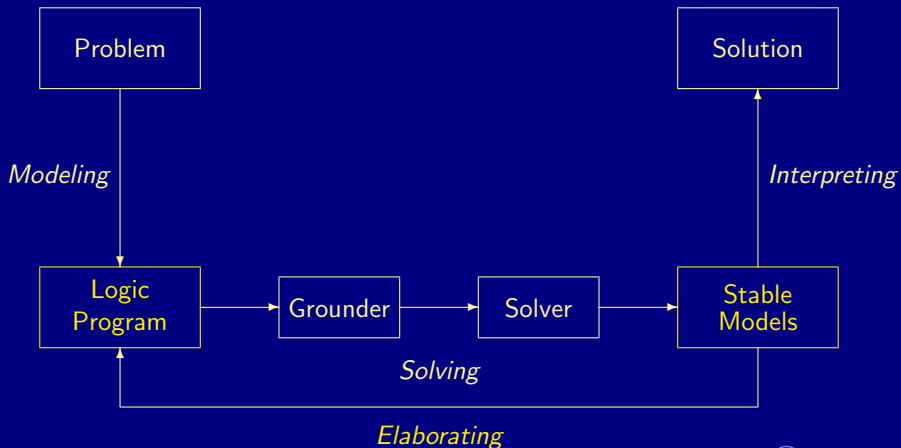 Problem
Solution
Modeling
Interpreting
Logic
Program
Grounder
Solver
Stable
Models
Solving
Elaborating